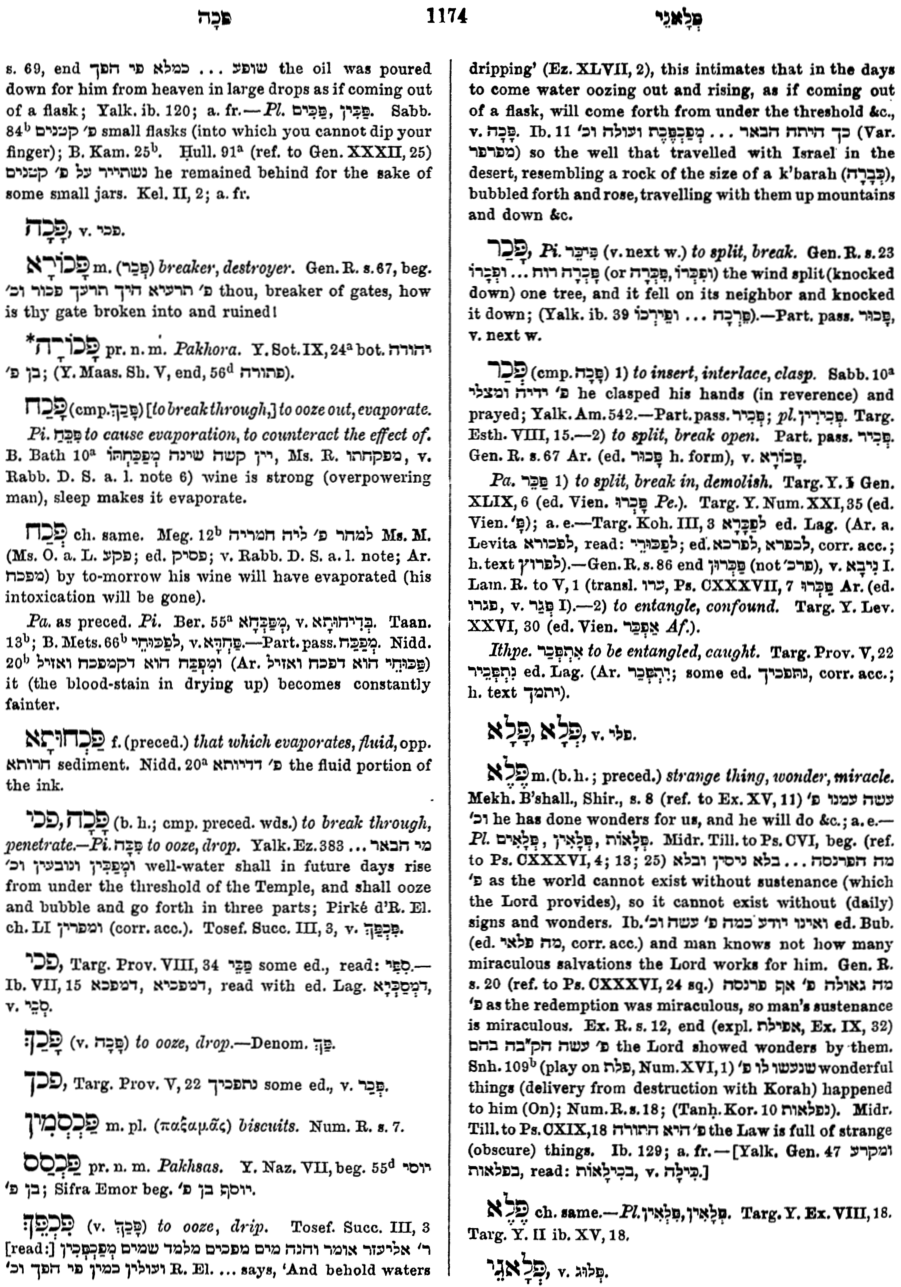 פכה 1174 פְּלָאנֵי
s. 69, end שופע ... כמלא פי הפך the oil was poured
down for him from heaven in large drops as if coming out
of a flask; Yalk. ib. 120; a. fr.—Pl. פַּכִּין, פַּכִּים. Sabb.
84ᵇ פ׳ קטנים small flasks (into which you cannot dip your
finger); B. Kam. 25ᵇ. Ḥull. 91ᵃ (ref. to Gen. XXXII, 25)
נשתייר על פ׳ קטנים he remained behind for the sake of
some small jars. Kel. II, 2; a. fr.
פָּכָה, v. פכי.
פָּכוֹרָא m. (פְּכַר) breaker, destroyer. Gen. R. s. 67, beg.
פ׳ תרעיא היך תריעך פכור וכ׳ thou, breaker of gates, how
is thy gate broken into and ruined!
*פָּכוֹרָה pr. n. m. Pakhora. Y. Sot. IX, 24ᵃ bot. יהודה
בן פ׳; (Y. Maas. Sh. V, end, 56ᵈ פתורה).
פָּכַח (cmp. פָּכַךְ) [to break through,] to ooze out, evaporate.
Pi. פִּכַּח to cause evaporation, to counteract the effect of.
B. Bath 10ᵃ יין קשה שינה מְפַכַּחְתּוֹ, Ms. R. מפקחתו, v.
Rabb. D. S. a. l. note 6) wine is strong (overpowering
man), sleep makes it evaporate.
פְּכַח ch. same. Meg. 12ᵇ למחר פ׳ ליה חמריה Ms. M.
(Ms. O. a. L. פקע; ed. פסיק; v. Rabb. D. S. a. l. note; Ar.
מפכח) by to-morrow his wine will have evaporated (his
intoxication will be gone).
Pa. as preced. Pi. Ber. 55ᵃ מְפַכְּחָא, v. בְּדִיחוּתָא. Taan.
13ᵇ; B. Mets. 66ᵇ לְפַכּוּחֵי, v. פַּחְדָּא.—Part. pass. מְפַכַּח. Nidd.
20ᵇ וּמְפַכַּח הוא דקמפכח ואזיל (Ar. פַּכּוּחֵי הוא דפכח ואזיל)
it (the blood-stain in drying up) becomes constantly
fainter.
פַּכְחוּתָא f. (preced.) that which evaporates, fluid, opp.
חרותא sediment. Nidd. 20ᵃ פ׳ דדיותא the fluid portion of
the ink.
פכי, פָּכָה (b. h.; cmp. preced. wds.) to break through,
penetrate.—Pi. פִּכָּה to ooze, drop. Yalk. Ez. 383 מי הבאר ...
וּמְפַכִּין ונובעין וכ׳ well-water shall in future days rise
from under the threshold of the Temple, and shall ooze
and bubble and go forth in three parts; Pirké d'R. El.
ch. LI ומפרין (corr. acc.). Tosef. Succ. III, 3, v. פִּכְפֵּךְ.
פכי, Targ. Prov. VIII, 34 פַּכֵּי some ed., read: סַפֵּי.—
Ib. VII, 15 דמפכיא, דמפכא, read with ed. Lag. דִּמְסַכְּיָא,
v. סְכֵי.
פָּכַךְ (v. פָּכָה) to ooze, drop.—Denom. פַּךְ.
פכך, Targ. Prov. V, 22 נתפכיך some ed., v. פְּכַר.
פַּכְסְמִין m. pl. (παξαμᾶς) biscuits. Num. R. s. 7.
פַּכְסַס pr. n. m. Pakhsas. Y. Naz. VII, beg. 55ᵈ יוסי
בן פ׳; Sifra Emor beg. יוסף בן פ׳.
פִּכְפֵּךְ (v. פָּכַךְ) to ooze, drip. Tosef. Succ. III, 3
[read:] ר׳ אליעזר אומר והנה מים מפכים מלמד שמים מְפַכְפְּכִין
ועולין כמין פי הפך וכ׳ R. El. ... says, 'And behold waters
dripping' (Ez. XLVII, 2), this intimates that in the days
to come water oozing out and rising, as if coming out
of a flask, will come forth from under the threshold &c.,
v. פָּכָה. Ib. 11 כך היתה הבאר ... מְפַכְפֶּכֶת ועולה וכ׳ (Var.
מפרפר) so the well that travelled with Israel in the
desert, resembling a rock of the size of a k'barah (כְּבָרָה),
bubbled forth and rose, travelling with them up mountains
and down &c.
פָּכַר, Pi. פִּיכֵּר (v. next w.) to split, break. Gen. R. s. 23
פָּכְרָה רוח ... וּפְכָרוֹ (or וּפִכְּרוֹ, פִּכְּרָה) the wind split (knocked
down) one tree, and it fell on its neighbor and knocked
it down; (Yalk. ib. 39 פֵּרְכָה ... וּפֵירְכוֹ).—Part. pass. פָּכוּר,
v. next w.
פְּכַר (cmp. פָּכָה) 1) to insert, interlace, clasp. Sabb. 10ᵃ
פ׳ ידיה ומצלי he clasped his hands (in reverence) and
prayed; Yalk. Am. 542.—Part. pass. פְּכִיר; pl. פְּכִירִין. Targ.
Esth. VIII, 15.—2) to split, break open. Part. pass. פְּכִיר.
Gen. R. s. 67 Ar. (ed. פָּכוּר h. form), v. פָּכוֹרָא.
Pa. פַּכֵּר 1) to split, break in, demolish. Targ. Y. I Gen.
XLIX, 6 (ed. Vien. פְּכָרוּ Pe.). Targ. Y. Num. XXI, 35 (ed.
Vien. פָּ׳); a. e.—Targ. Koh. III, 3 לְפַכָּרָא ed. Lag. (Ar. a.
Levita לפכורא, read: לְפַכּוּרֵי; ed. לפרכא, לכפרא, corr. acc.;
h. text לפרוץ).—Gen. R. s. 86 end פַּכְּרוּן (not פרכ׳), v. נִיבָא I.
Lam. R. to V, 1 (transl. ערו, Ps. CXXXVII, 7 פַּכְּרוּ Ar. (ed.
פגרו, v. פַּגֵּר I).—2) to entangle, confound. Targ. Y. Lev.
XXVI, 30 (ed. Vien. אַפְכֵּר Af.).
Ithpe. אִתְפְּכַר to be entangled, caught. Targ. Prov. V, 22
נִתְפְּכִיר ed. Lag. (Ar. יִתְפְּכַר; some ed. נתפכיך, corr. acc.;
h. text יתמך).
פָּלָא, פְּלָא, v. פלי.
פֶּלֶא m. (b. h.; preced.) strange thing, wonder, miracle.
Mekh. B'shall., Shir., s. 8 (ref. to Ex. XV, 11) עשה עמנו פ׳
וכ׳ he has done wonders for us, and he will do &c.; a. e.—
Pl. פְּלָאוֹת, פְּלָאִין, פְּלָאִים. Midr. Till. to Ps. CVI, beg. (ref.
to Ps. CXXXVI, 4; 13; 25) מה הפרנסה ... בלא ניסין ובלא
פ׳ as the world cannot exist without sustenance (which
the Lord provides), so it cannot exist without (daily)
signs and wonders. Ib. ואינו יודע כמה פ׳ עשה וכ׳ ed. Bub.
(ed. מה פלאי, corr. acc.) and man knows not how many
miraculous salvations the Lord works for him. Gen. R.
s. 20 (ref. to Ps. CXXXVI, 24 sq.) מה גאולה פ׳ אף פרנסה
פ׳ as the redemption was miraculous, so man's sustenance
is miraculous. Ex. R. s. 12, end (expl. אפילת, Ex. IX, 32)
פ׳ עשה הק״בה בהם the Lord showed wonders by them.
Snh. 109ᵇ (play on פלת, Num. XVI, 1) שנעשו לו פ׳ wonderful
things (delivery from destruction with Korah) happened
to him (On); Num. R. s. 18; (Tanḥ. Kor. 10 נפלאות). Midr.
Till. to Ps. CXIX, 18 פ׳ היא התורה the Law is full of strange
(obscure) things. Ib. 129; a. fr.—[Yalk. Gen. 47 ומקרע
בפלאות, read: בִּכִילָאוֹת, v. כִּילָה.]
פְּלָא ch. same.—Pl. פְּלָאִין, פְּלָאִין. Targ. Y. Ex. VIII, 18.
Targ. Y. II ib. XV, 18.
פְּלָאגֵי, v. פְּלוּג.